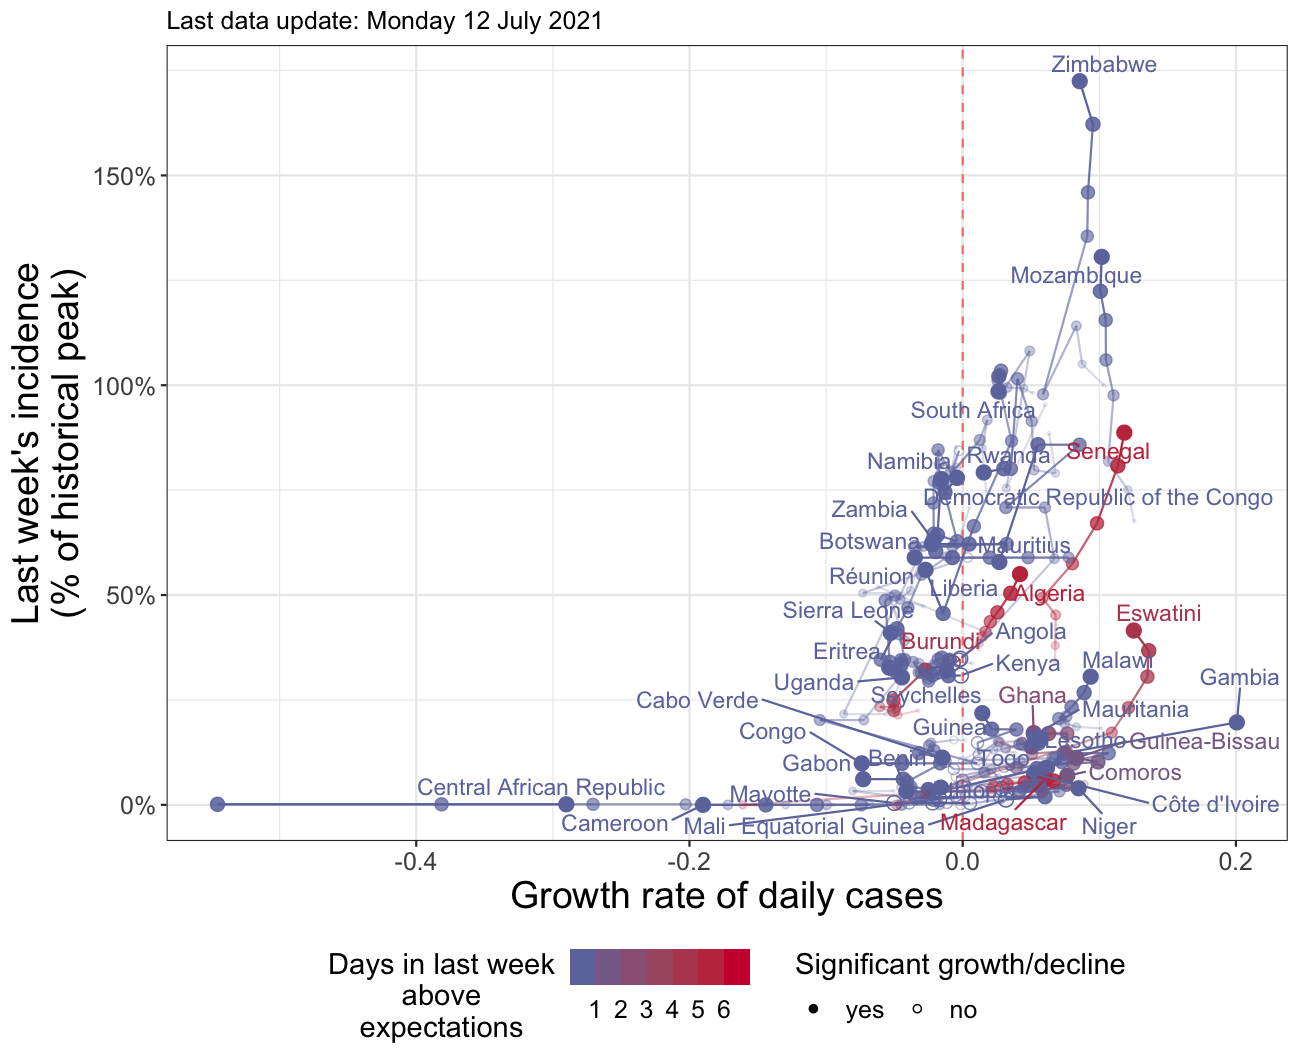 Last data update: Monday 12 July 2021
Last week's incidence
(% of historical peak)
150%
100%
50%
0%
Zimbabwe
Mozambique
South Africa
Namibia
Rwanda
Senegal
Democratic Republic of the Congo
Zambia
Botswana
Mauritius
Réunion
Liberia
Algeria
Sierra Leone
Eswatini
Burundi
Angola
Eritrea
Kenya
Malawi
Uganda
Gambia
Cabo Verde
Seychelles
Ghana
Mauritania
Congo
Guinea
Lesotho
Guinea-Bissau
Gabon
Benin
Togo
Comoros
Central African Republic
Mayotte
Ethiopia
Côte d'Ivoire
Cameroon
Mali
Equatorial Guinea
Madagascar
Niger
-0.4
-0.2
0.0
0.2
Growth rate of daily cases
Days in last week
above
expectations
1 2 3 4 5 6
Significant growth/decline
yes
no